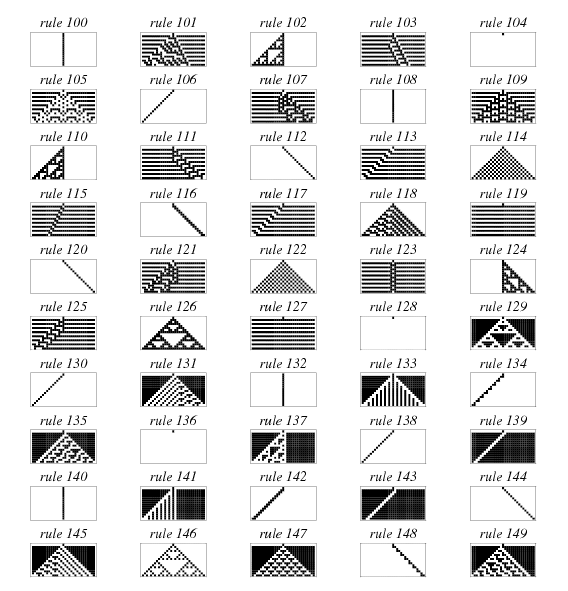 rule 100 rule 101 rule 102 rule 103 rule 104
rule 105 rule 106 rule 107 rule 108 rule 109
rule 110 rule 111 rule 112 rule 113 rule 114
rule 115 rule 116 rule 117 rule 118 rule 119
rule 120 rule 121 rule 122 rule 123 rule 124
rule 125 rule 126 rule 127 rule 128 rule 129
rule 130 rule 131 rule 132 rule 133 rule 134
rule 135 rule 136 rule 137 rule 138 rule 139
rule 140 rule 141 rule 142 rule 143 rule 144
rule 145 rule 146 rule 147 rule 148 rule 149